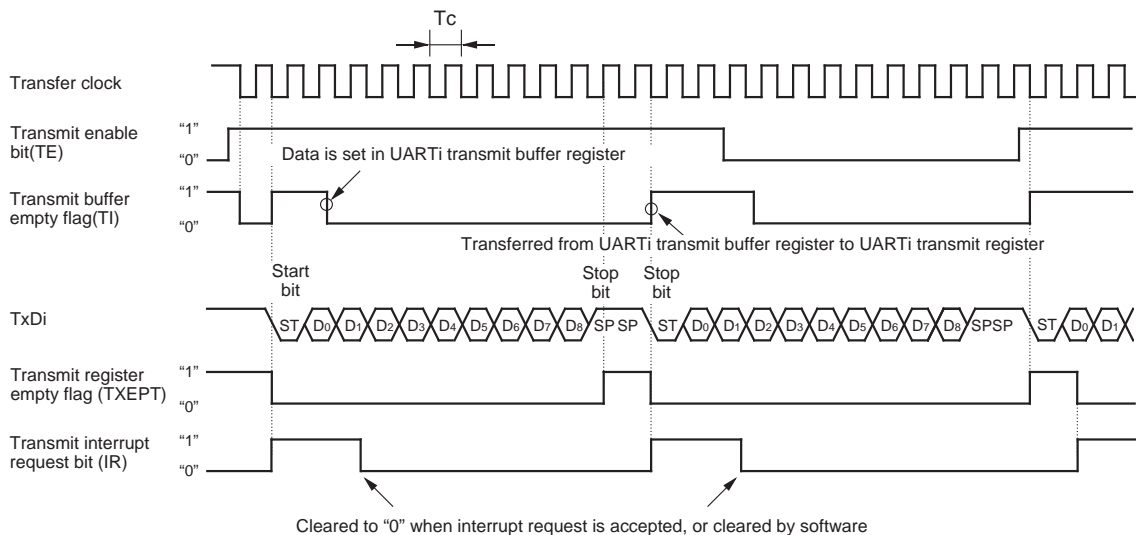 Tc
Transfer clock
Transmit enable
bit(TE)
“1”
“0”
Data is set in UARTi transmit buffer register
Transmit buffer
empty flag(TI)
“1”
“0”
Transferred from UARTi transmit buffer register to UARTi transmit register
Start
bit
Stop
bit
Stop
bit
TxDi
ST D0 D1 D2 D3 D4 D5 D6 D7 D8 SP SP ST D0 D1 D2 D3 D4 D5 D6 D7 D8 SPSP ST D0 D1
Transmit register
empty flag (TXEPT)
“1”
“0”
Transmit interrupt
request bit (IR)
“1”
“0”
Cleared to “0” when interrupt request is accepted, or cleared by software